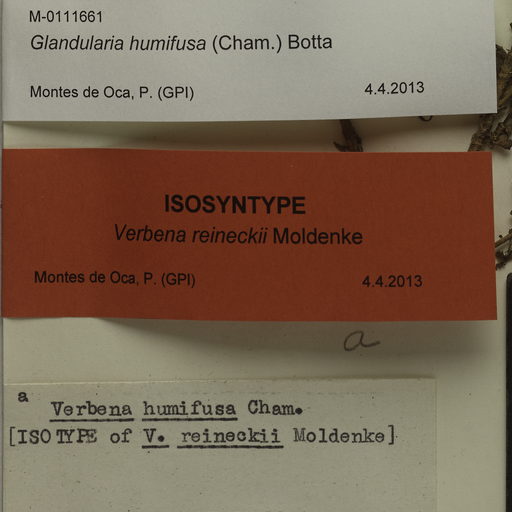 M-0111661
Glandularia humifusa (Cham.) Botta
Montes de Oca, P. (GPI) 4.4.2013
ISOSYNTYPE
Verbena reineckii Moldenke
Montes de Oca, P. (GPI) 4.4.2013
a
a
Verbena humifusa Cham.
[ISOTYPE of V. reineckii Moldenke]